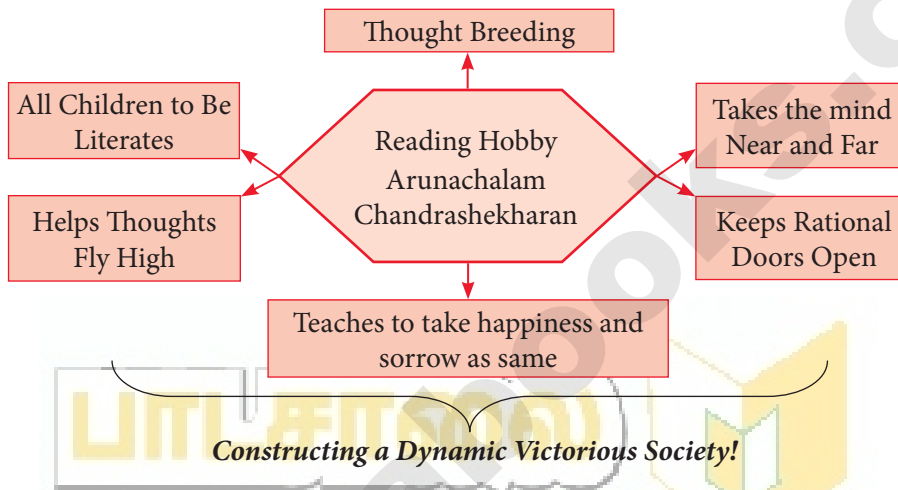 Thought Breeding
All Children to Be
Literates
Reading Hobby
Arunachalam
Chandrashekharan
Takes the mind
Near and Far
Helps Thoughts
Fly High
Keeps Rational
Doors Open
Teaches to take happiness and
sorrow as same
பாடசாலை
Constructing a Dynamic Victorious Society!